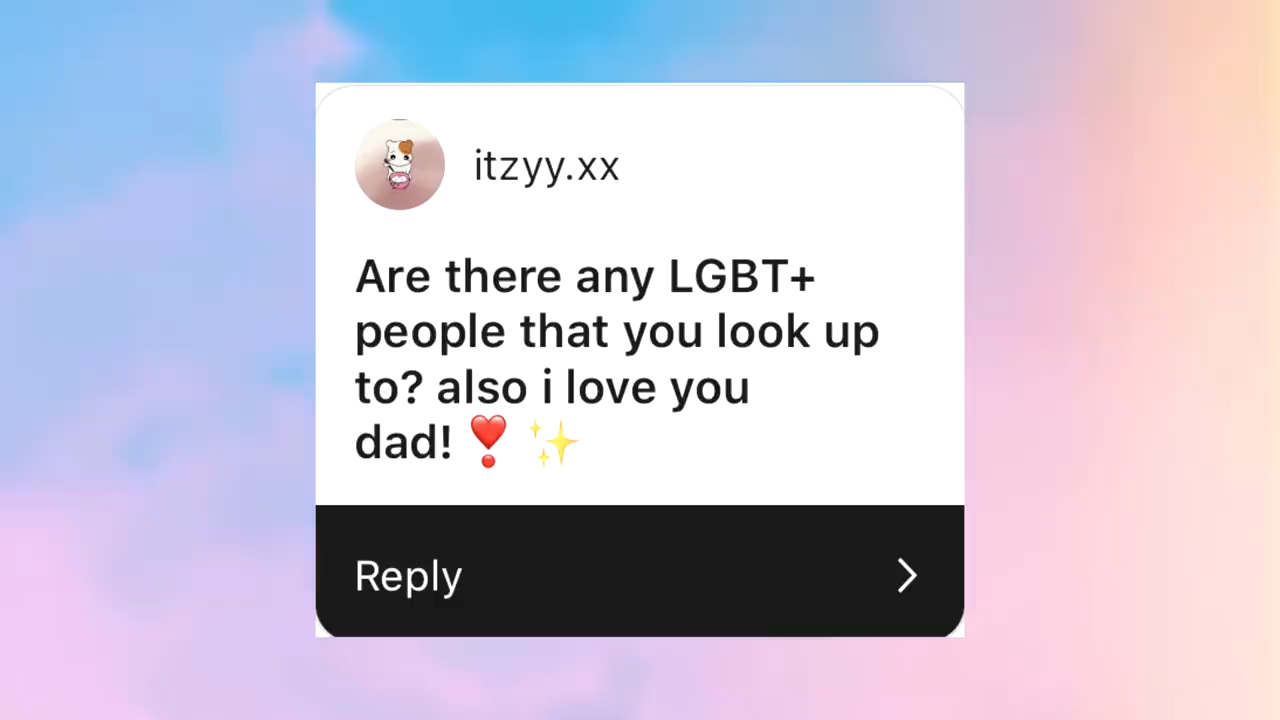 itzyy.xx
Are there any LGBT+
people that you look up
to? also i love you
dad! ❣️ ✨
Reply